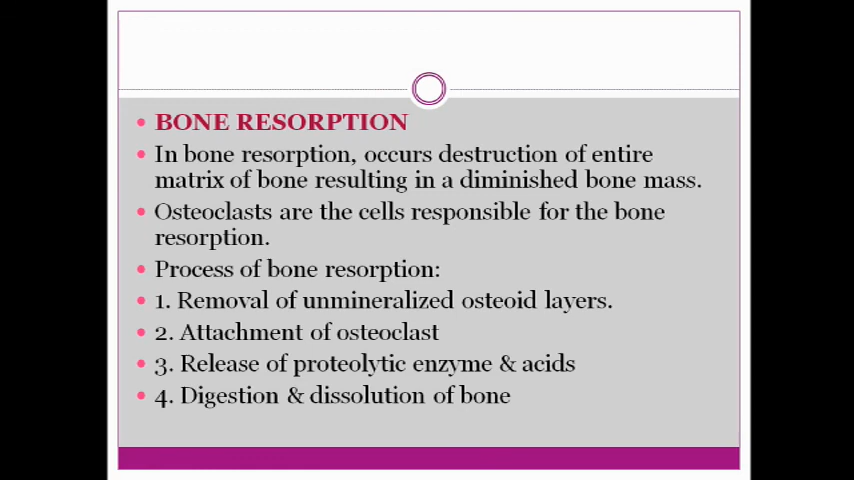 BONE RESORPTION
In bone resorption, occurs destruction of entire
matrix of bone resulting in a diminished bone mass.
Osteoclasts are the cells responsible for the bone
resorption.
Process of bone resorption:
1. Removal of unmineralized osteoid layers.
2. Attachment of osteoclast
3. Release of proteolytic enzyme & acids
4. Digestion & dissolution of bone